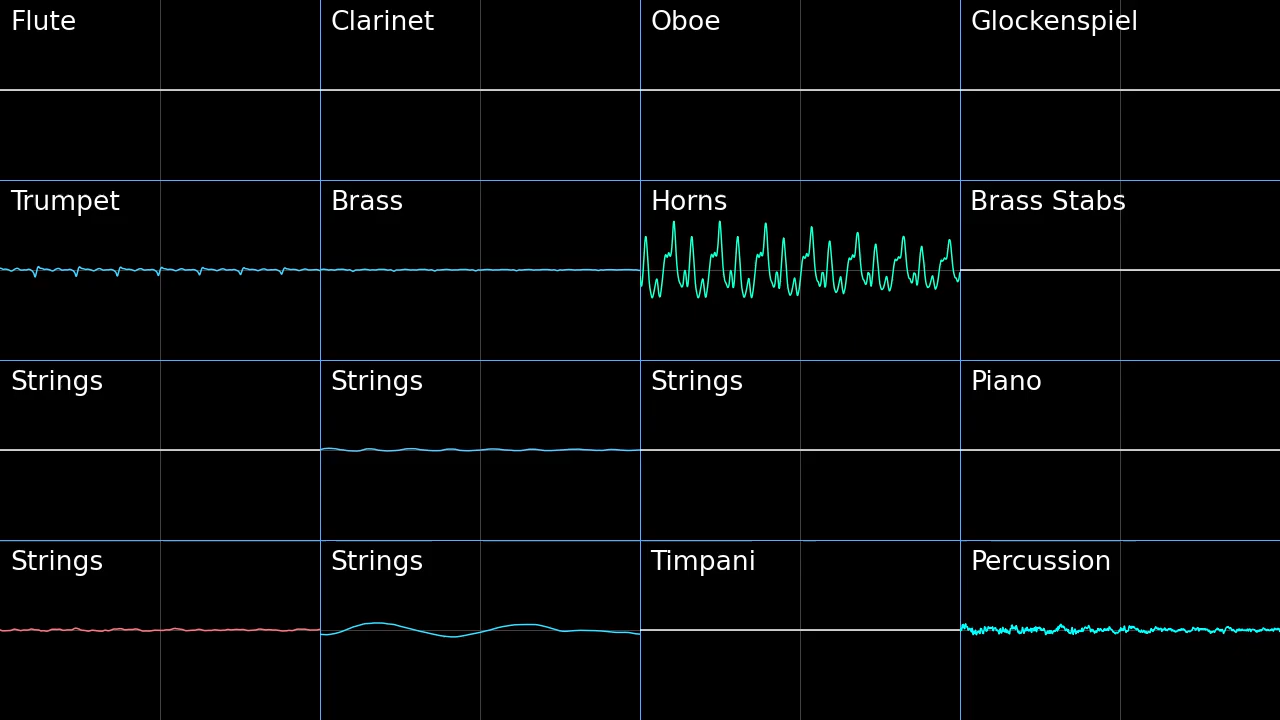 Flute
Clarinet
Oboe
Glockenspiel
Trumpet
Brass
Horns
Brass Stabs
Strings
Strings
Strings
Piano
Strings
Strings
Timpani
Percussion